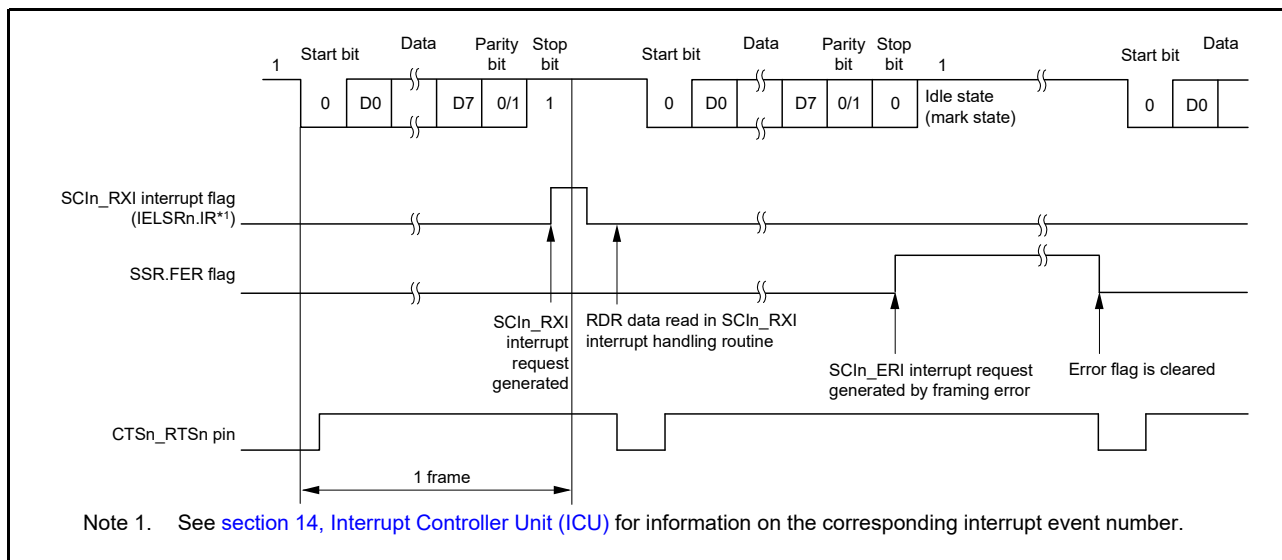 Start bit
Data
Parity bit
Stop bit
Start bit
Data
Parity bit
Stop bit
1
Start bit
Data
1
0 D0 D7 0/1 1
0 D0 D7 0/1 0
Idle state
(mark state)
0 D0
SCIn_RXI interrupt flag
(IELSRn.IR*1)
SSR.FER flag
SCIn_RXI
interrupt
request
generated
RDR data read in SCIn_RXI
interrupt handling routine
SCIn_ERI interrupt request
generated by framing error
Error flag is cleared
CTSn_RTSn pin
1 frame
Note 1. See section 14, Interrupt Controller Unit (ICU) for information on the corresponding interrupt event number.